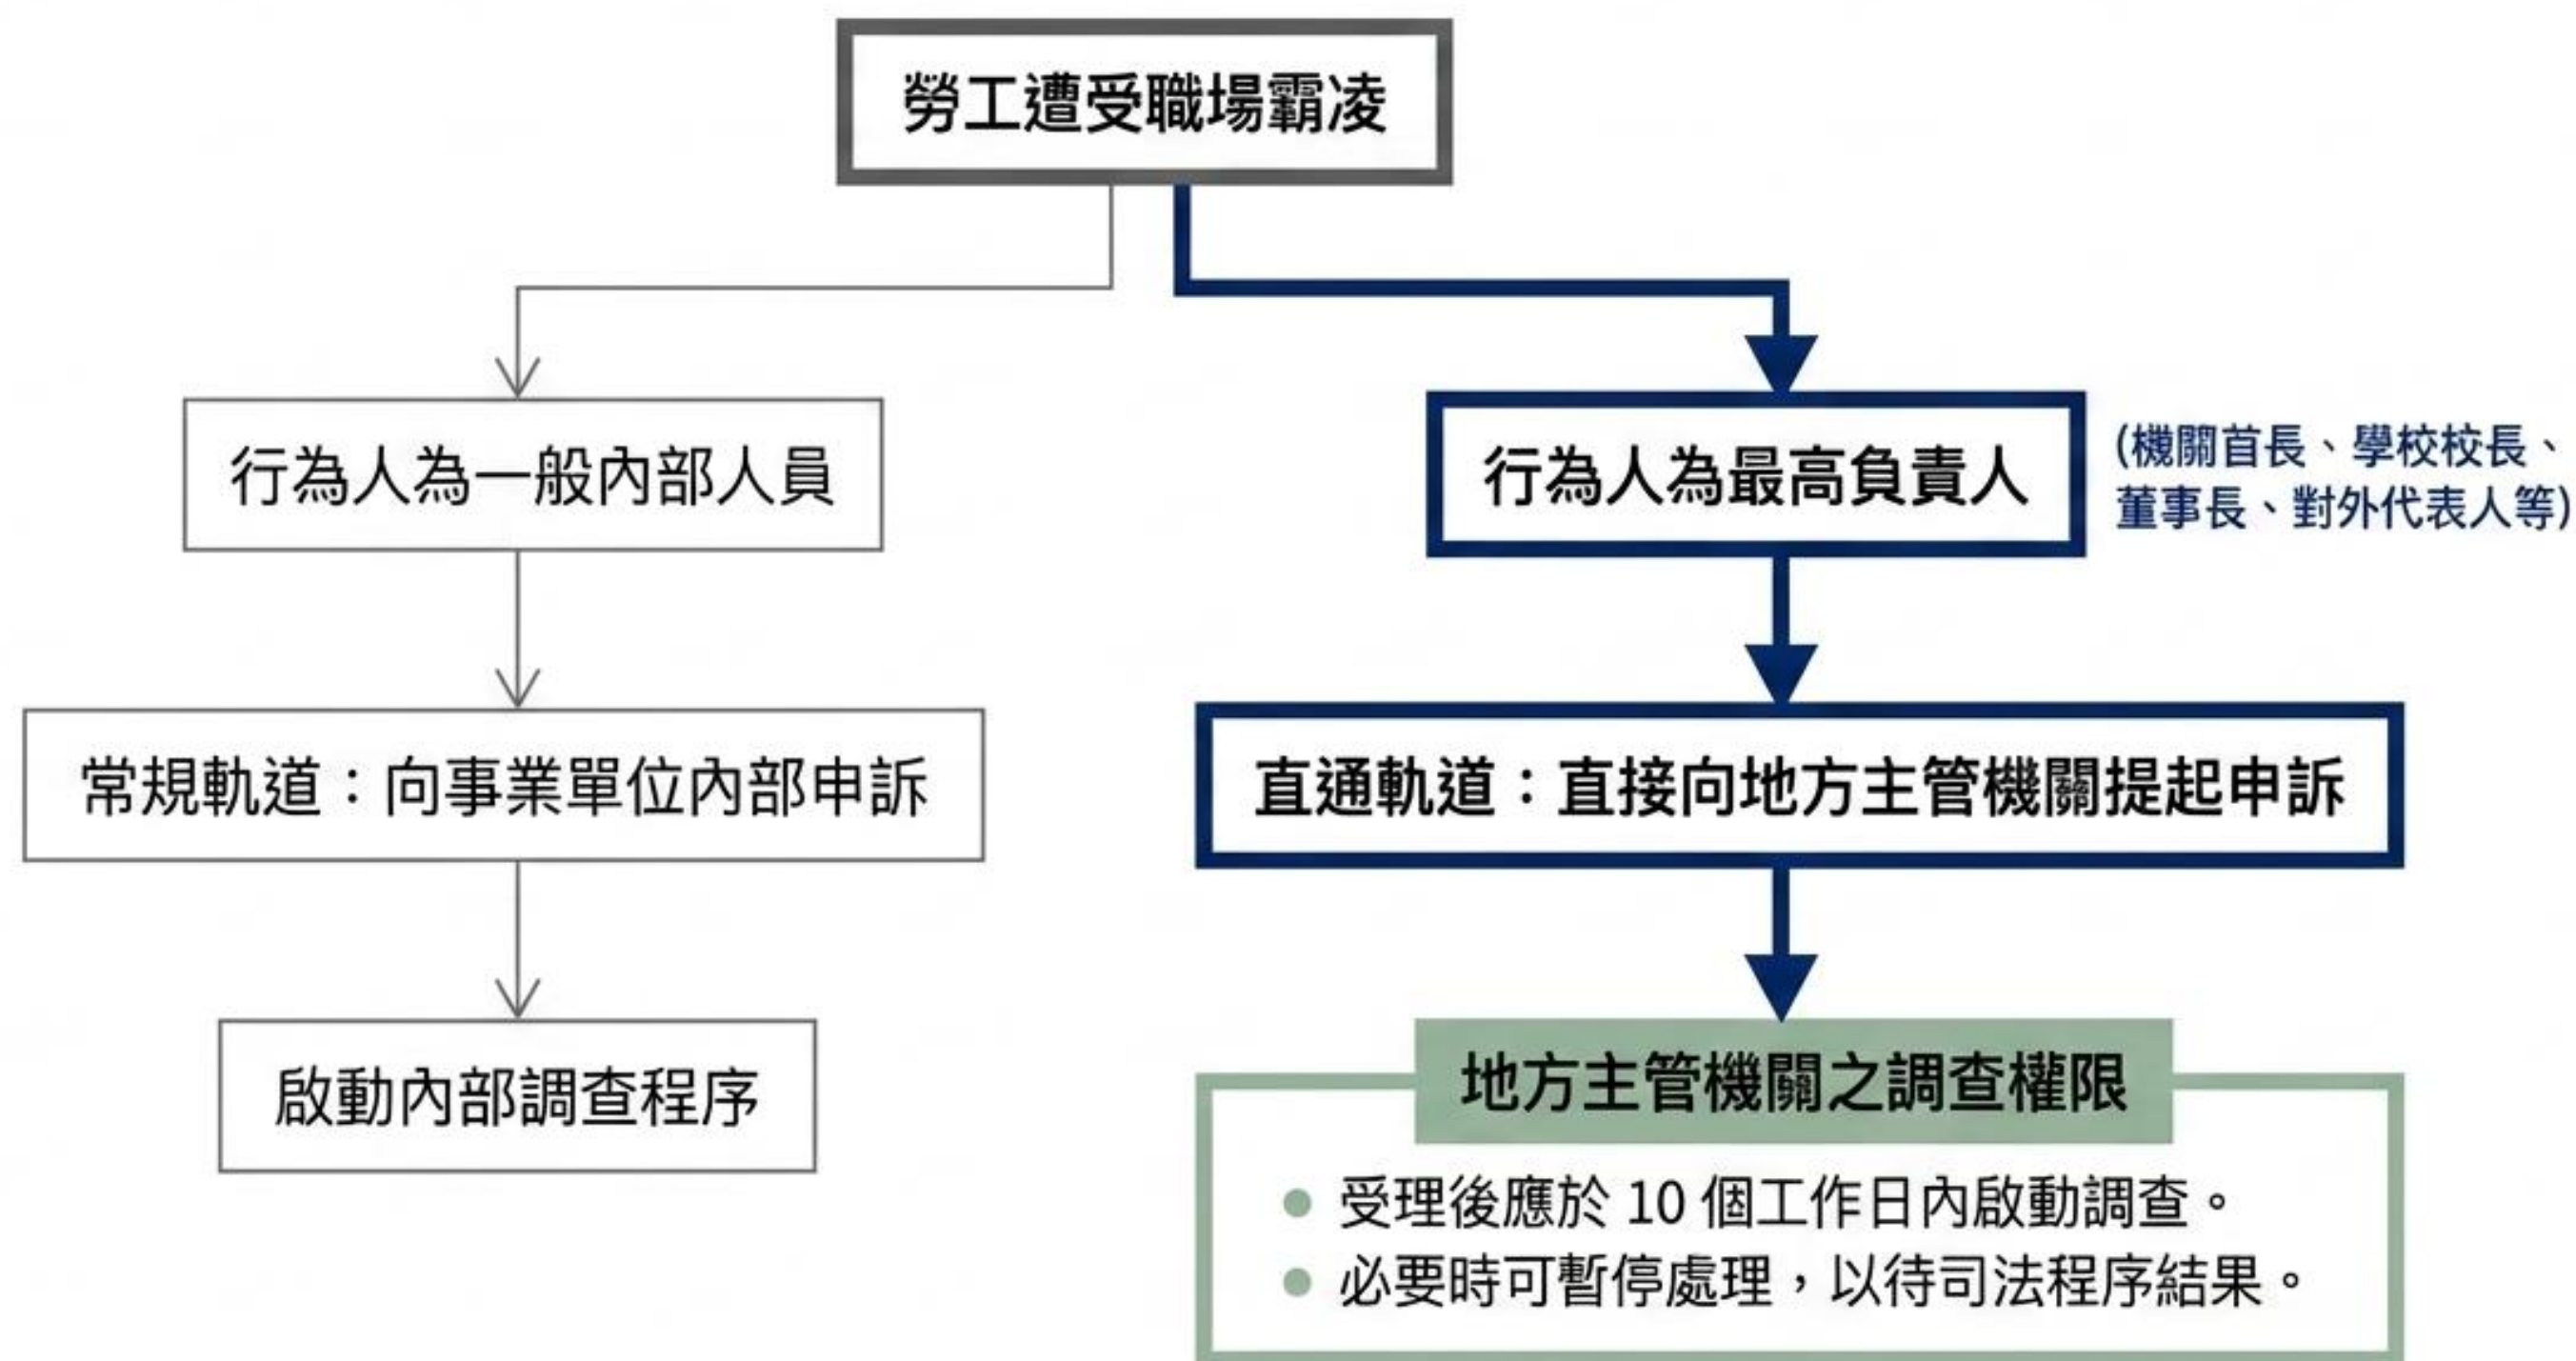 勞工遭受職場霸凌
行為人為一般內部人員
行為人為最高負責人
(機關首長、學校校長、
董事長、對外代表人等)
常規軌道：向事業單位內部申訴
直通軌道：直接向地方主管機關提起申訴
啟動內部調查程序
地方主管機關之調查權限
受理後應於 10 個工作日內啟動調查。
必要時可暫停處理，以待司法程序結果。